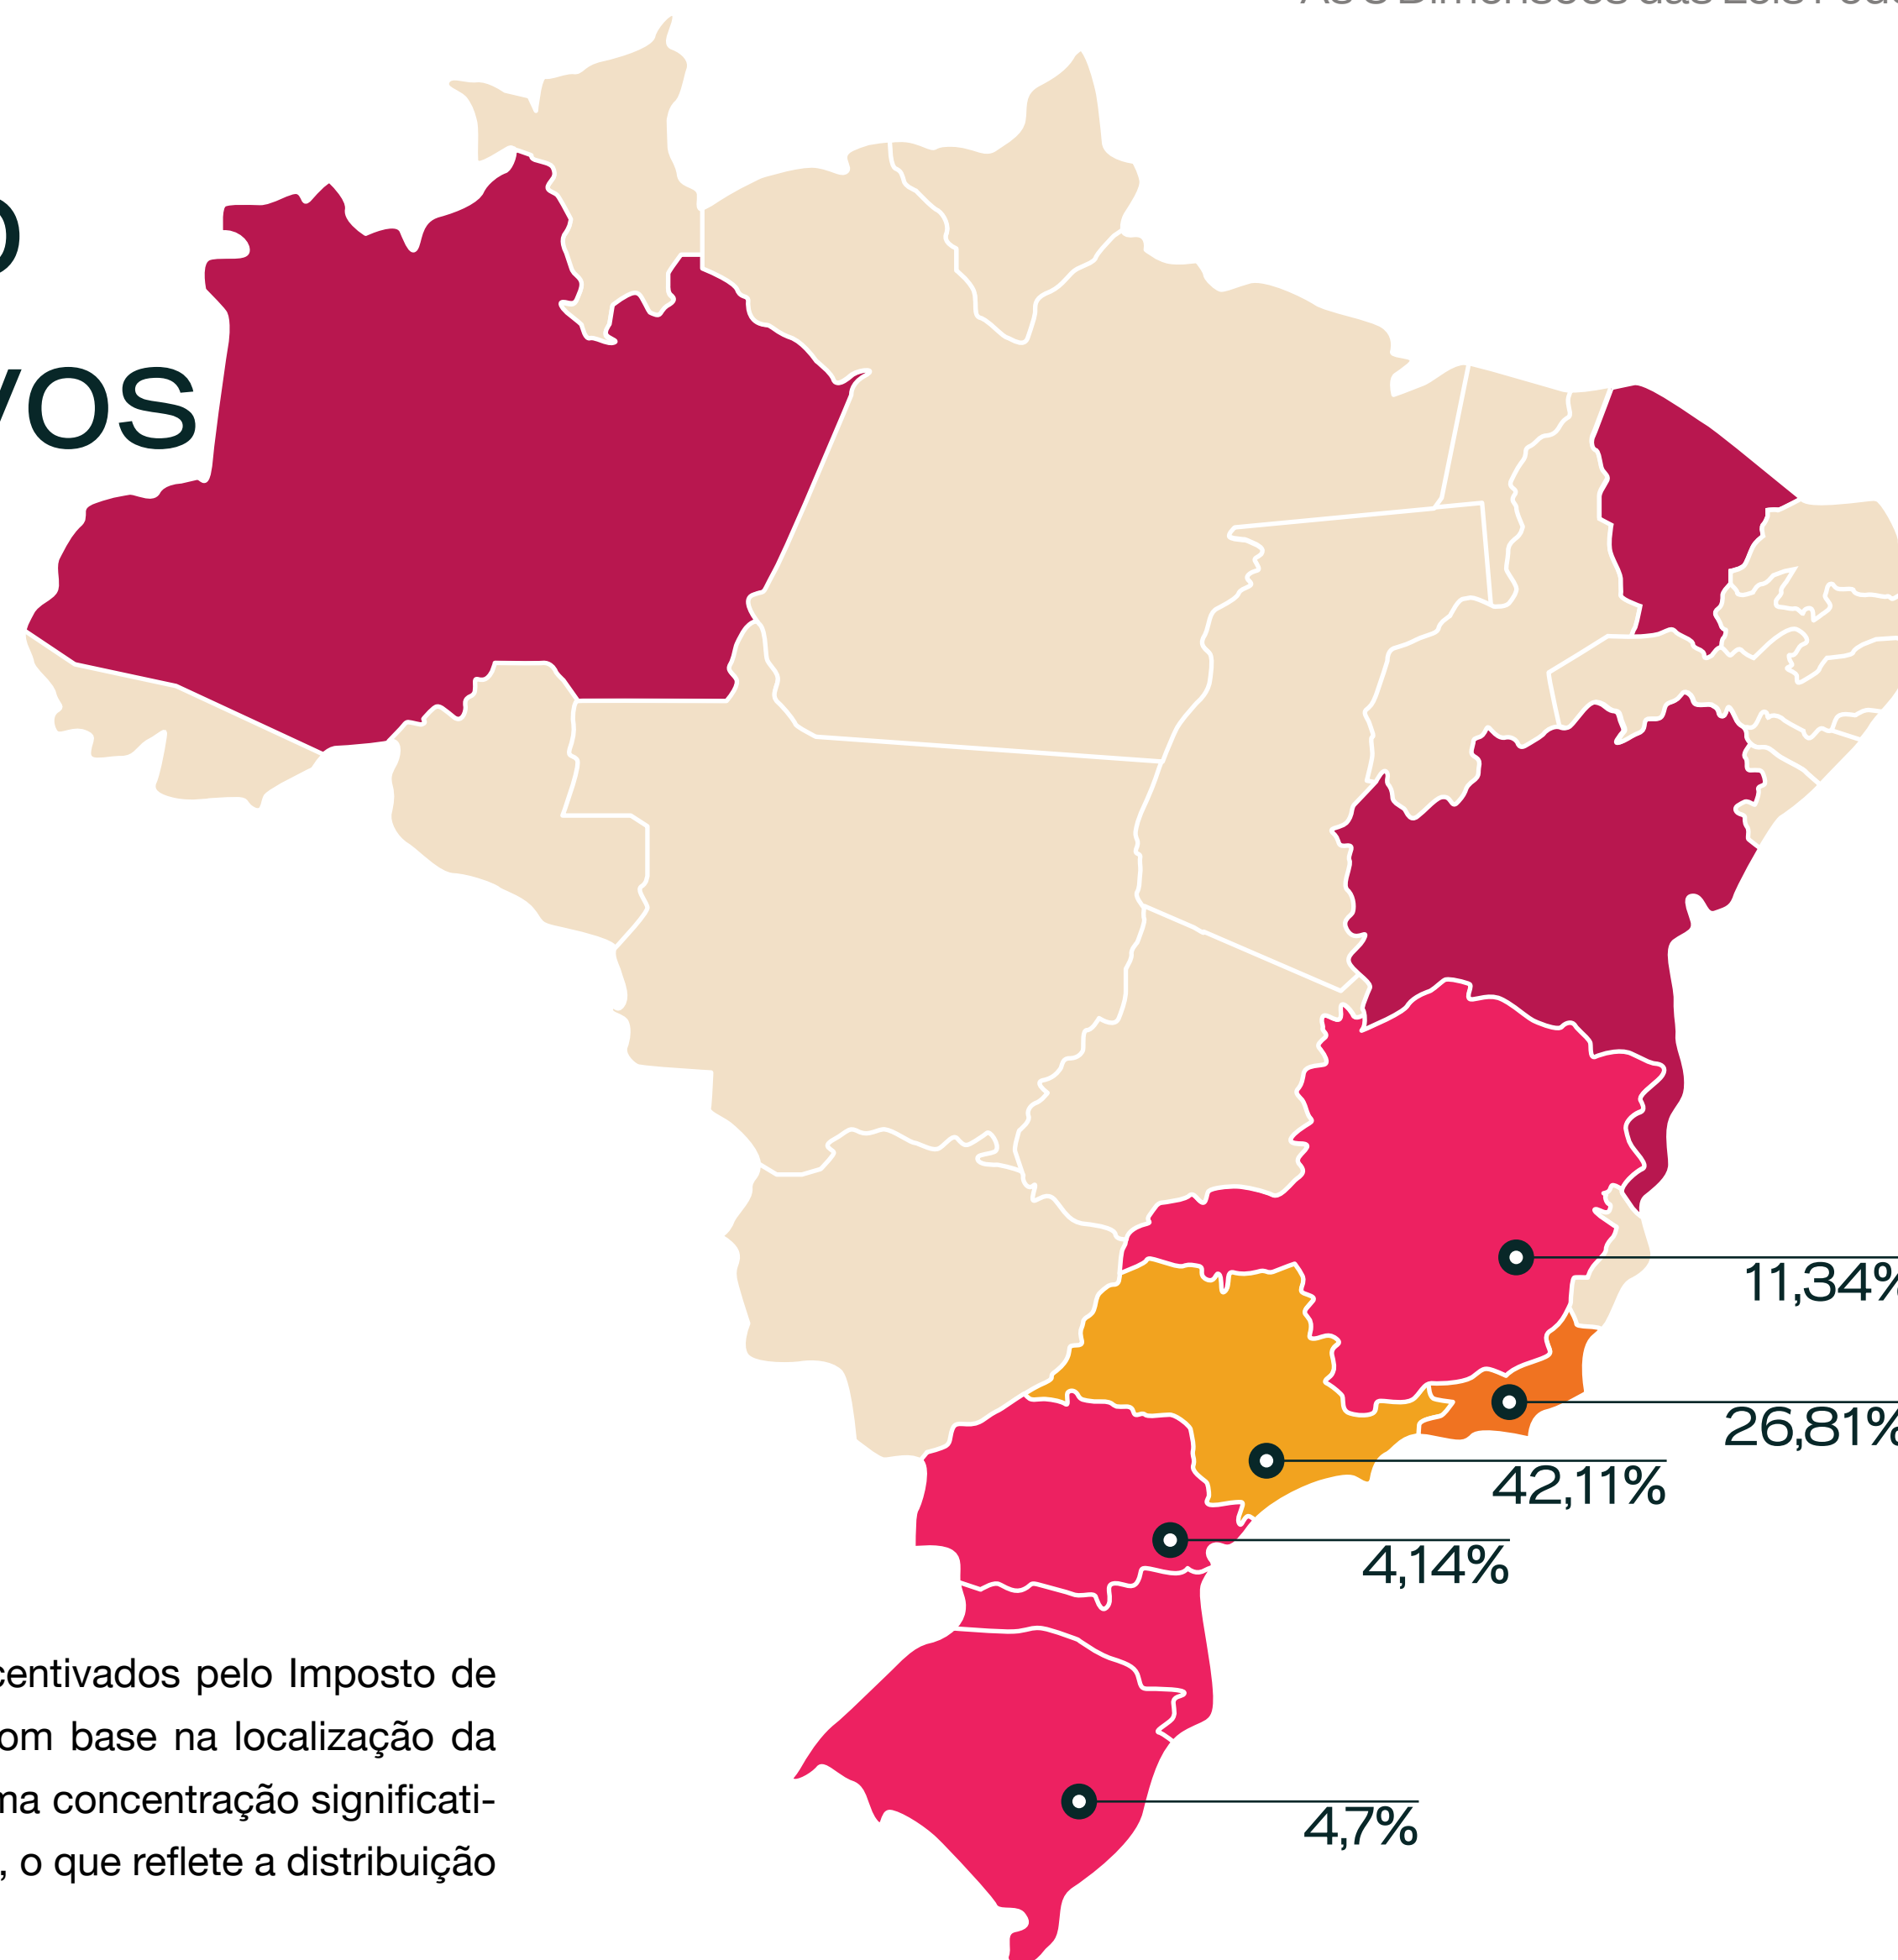 vos
11,34%
26,81%
42,11%
4,14%
4,7%
centivados pelo Imposto de
om base na localização da
ma concentração significati-
, o que reflete a distribuição